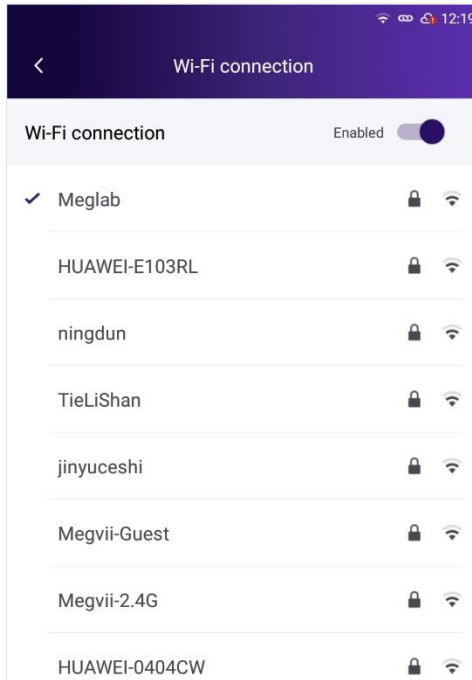 12:19
Wi-Fi connection
Wi-Fi connection Enabled
Meglab
HUAWEI-E103RL
ningdun
TieLiShan
jinyuceshi
Megvii-Guest
Megvii-2.4G
HUAWEI-0404CW